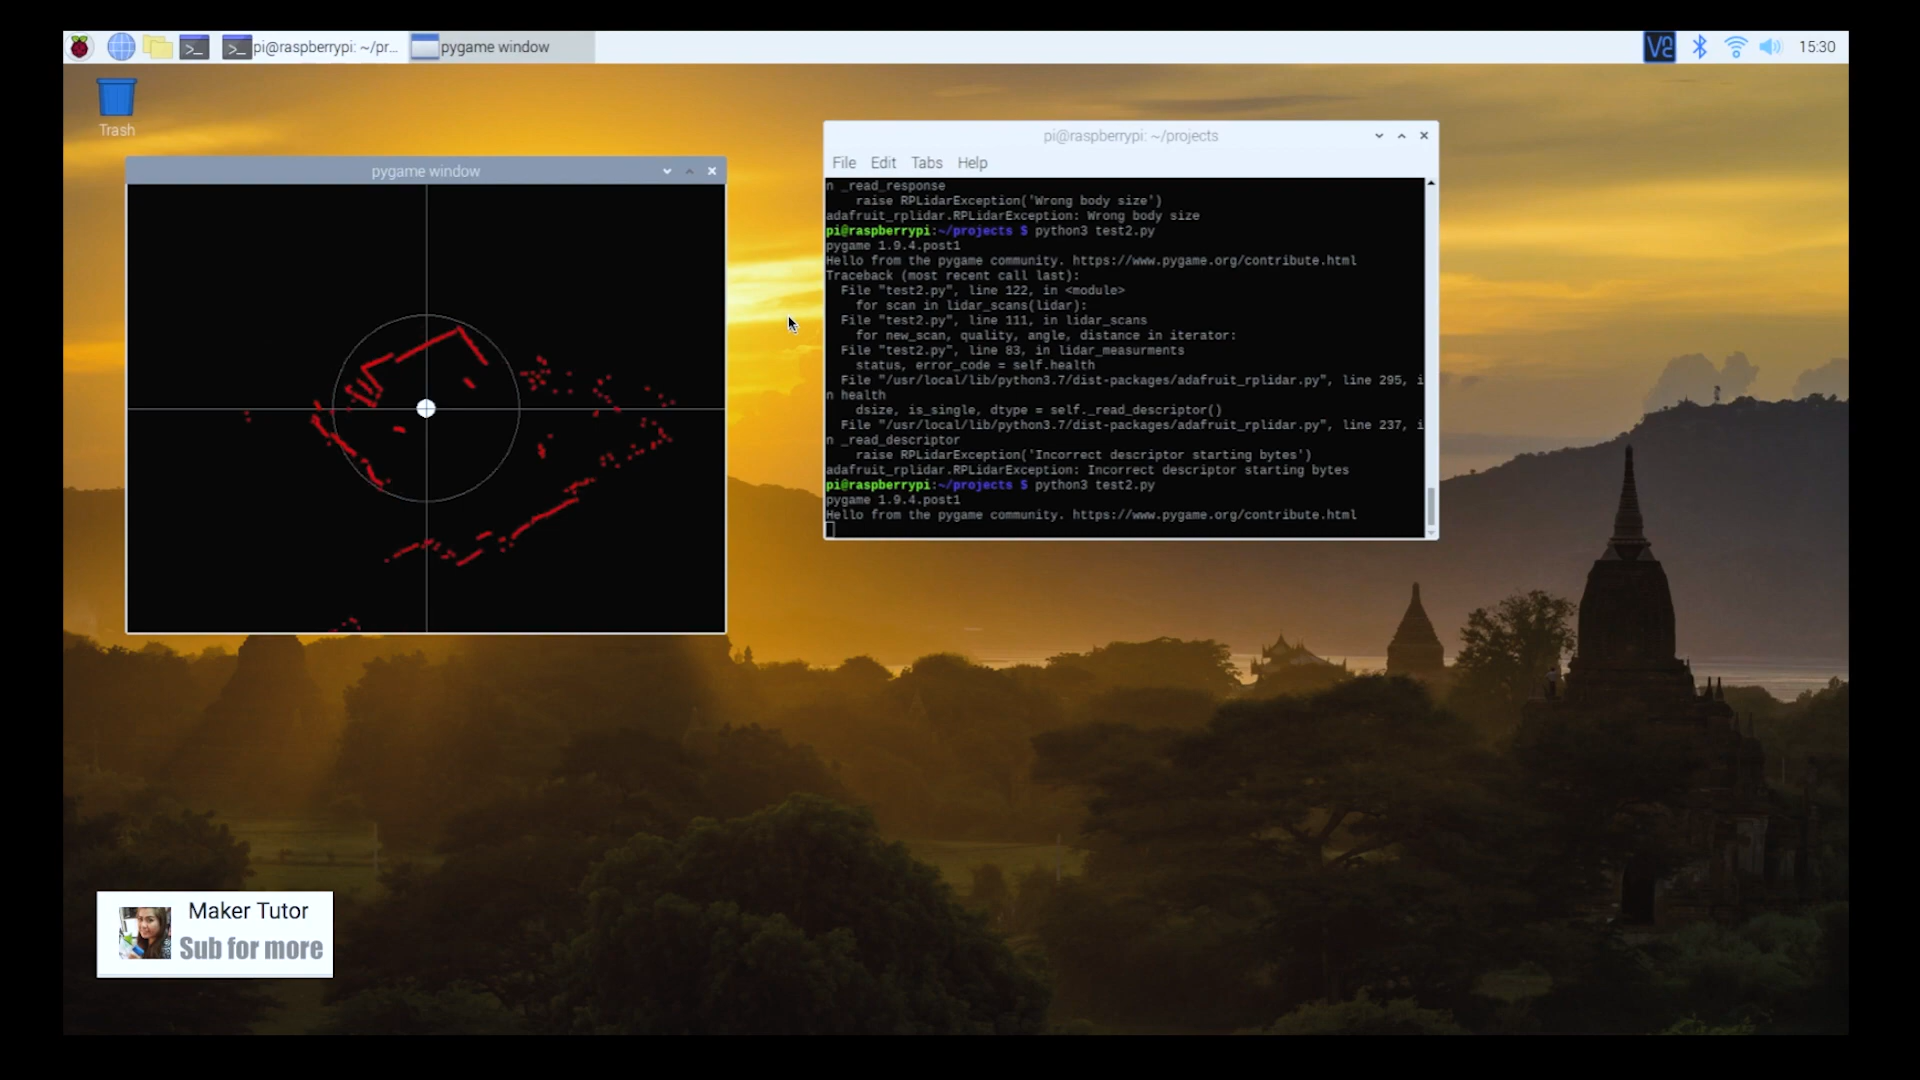 pi@raspberrypi: ~/pr...
pygame window
15:30
Trash
pygame window
pi@raspberrypi: ~/projects
File Edit Tabs Help
n _read_response
raise RPLidarException('Wrong body size')
adafruit_rplidar.RPLidarException: Wrong body size
pi@raspberrypi:~/projects $ python3 test2.py
pygame 1.9.4.post1
Hello from the pygame community. https://www.pygame.org/contribute.html
Traceback (most recent call last):
File "test2.py", line 122, in <module>
for scan in lidar_scans(lidar):
File "test2.py", line 111, in lidar_scans
for new_scan, quality, angle, distance in iterator:
File "test2.py", line 83, in lidar_measurments
status, error_code = self.health
File "/usr/local/lib/python3.7/dist-packages/adafruit_rplidar.py", line 295, i
n health
dsize, is_single, dtype = self._read_descriptor()
File "/usr/local/lib/python3.7/dist-packages/adafruit_rplidar.py", line 237, i
n _read_descriptor
raise RPLidarException('Incorrect descriptor starting bytes')
adafruit_rplidar.RPLidarException: Incorrect descriptor starting bytes
pi@raspberrypi:~/projects $ python3 test2.py
pygame 1.9.4.post1
Hello from the pygame community. https://www.pygame.org/contribute.html
Maker Tutor
Sub for more